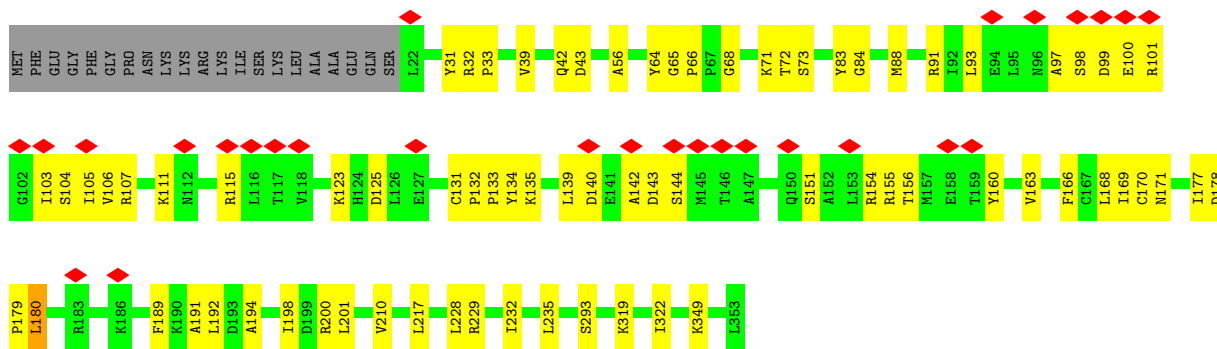 MET PHE GLU GLY PHE GLY PRO ASN LYS LYS ARG LYS ILE SER LYS LEU ALA ALA GLU GLN SER L22 Y31 R32 P33 V39 Q42 D43 A56 Y64 G65 P66 P67 G68 K71 T72 S73 Y83 G84 M88 R91 I92 L93 E94 L95 N96 A97 S98 D99 E100 R101
G102 I103 S104 I105 V106 R107 K111 N112 R115 L116 T117 V118 K123 H124 D125 L126 E127 C131 P132 P133 Y134 K135 L139 D140 E141 A142 D143 S144 M145 T146 A147 Q150 S151 A152 L153 R154 R155 T156 M157 E158 T159 Y160 V163 F166 C167 L168 I169 C170 N171 I177 D178
P179 L180 R183 K186 F189 K190 A191 L192 D193 A194 I198 D199 R200 L201 V210 L217 L228 R229 I232 L235 S293 K319 I322 K349 L353